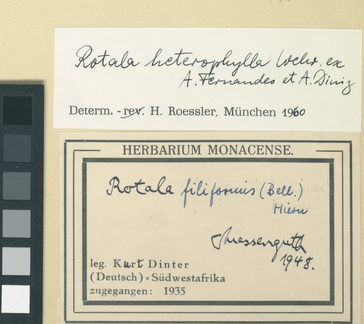 Rotala heterophylla Welw. ex
A. Fernandes et A. Diniz
Determ. - rev. H. Roessler, München 1960
HERBARIUM MONACENSE.
Rotala filiformis (Bell.)
Hiern
Suessenguth
1948.
leg. Kurt Dinter
(Deutsch) - Südwestafrika
zugegangen: 1935